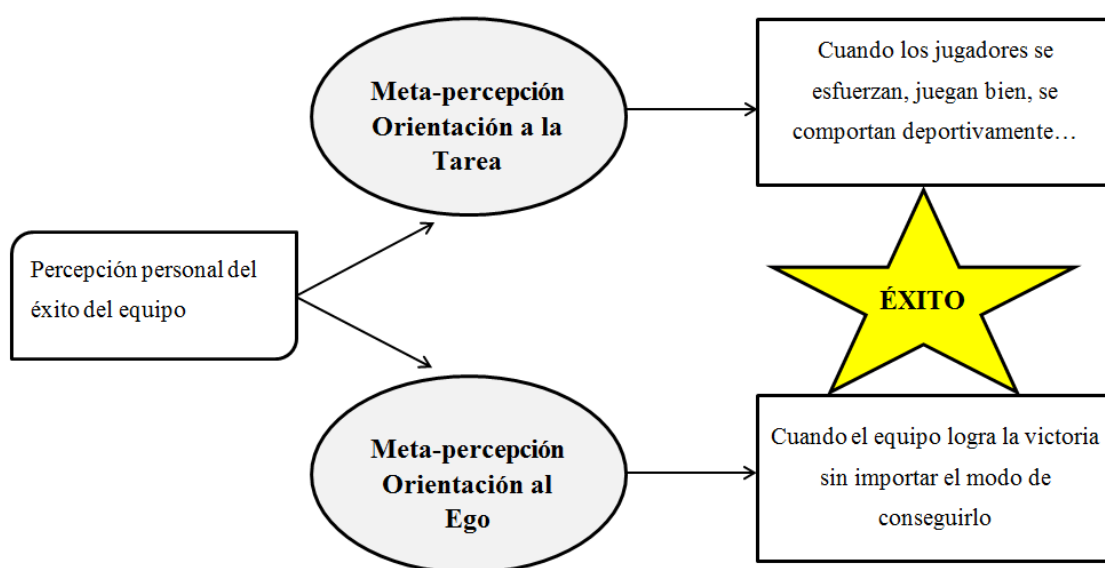 Meta-percepción
Orientación a la
Tarea
Cuando los jugadores se
esfuerzan, juegan bien, se
comportan deportivamente…
Percepción personal del
éxito del equipo
ÉXITO
Meta-percepción
Orientación al
Ego
Cuando el equipo logra la victoria
sin importar el modo de
conseguirlo